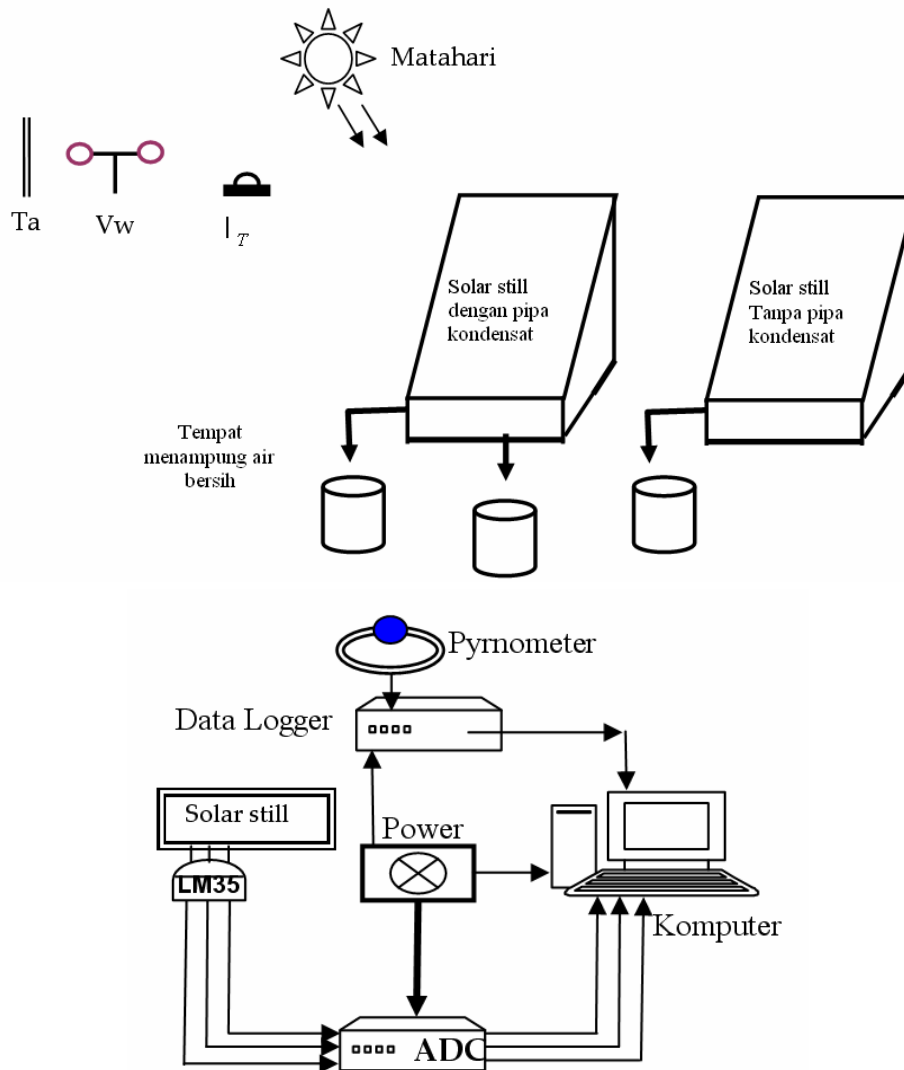 Matahari
Ta
Vw
I T
Solar still
dengan pipa
kondensat
Solar still
Tanpa pipa
kondensat
Tempat
menampung air
bersih
Pyrnometer
Data Logger
Solar still
Power
LM35
Komputer
ADC